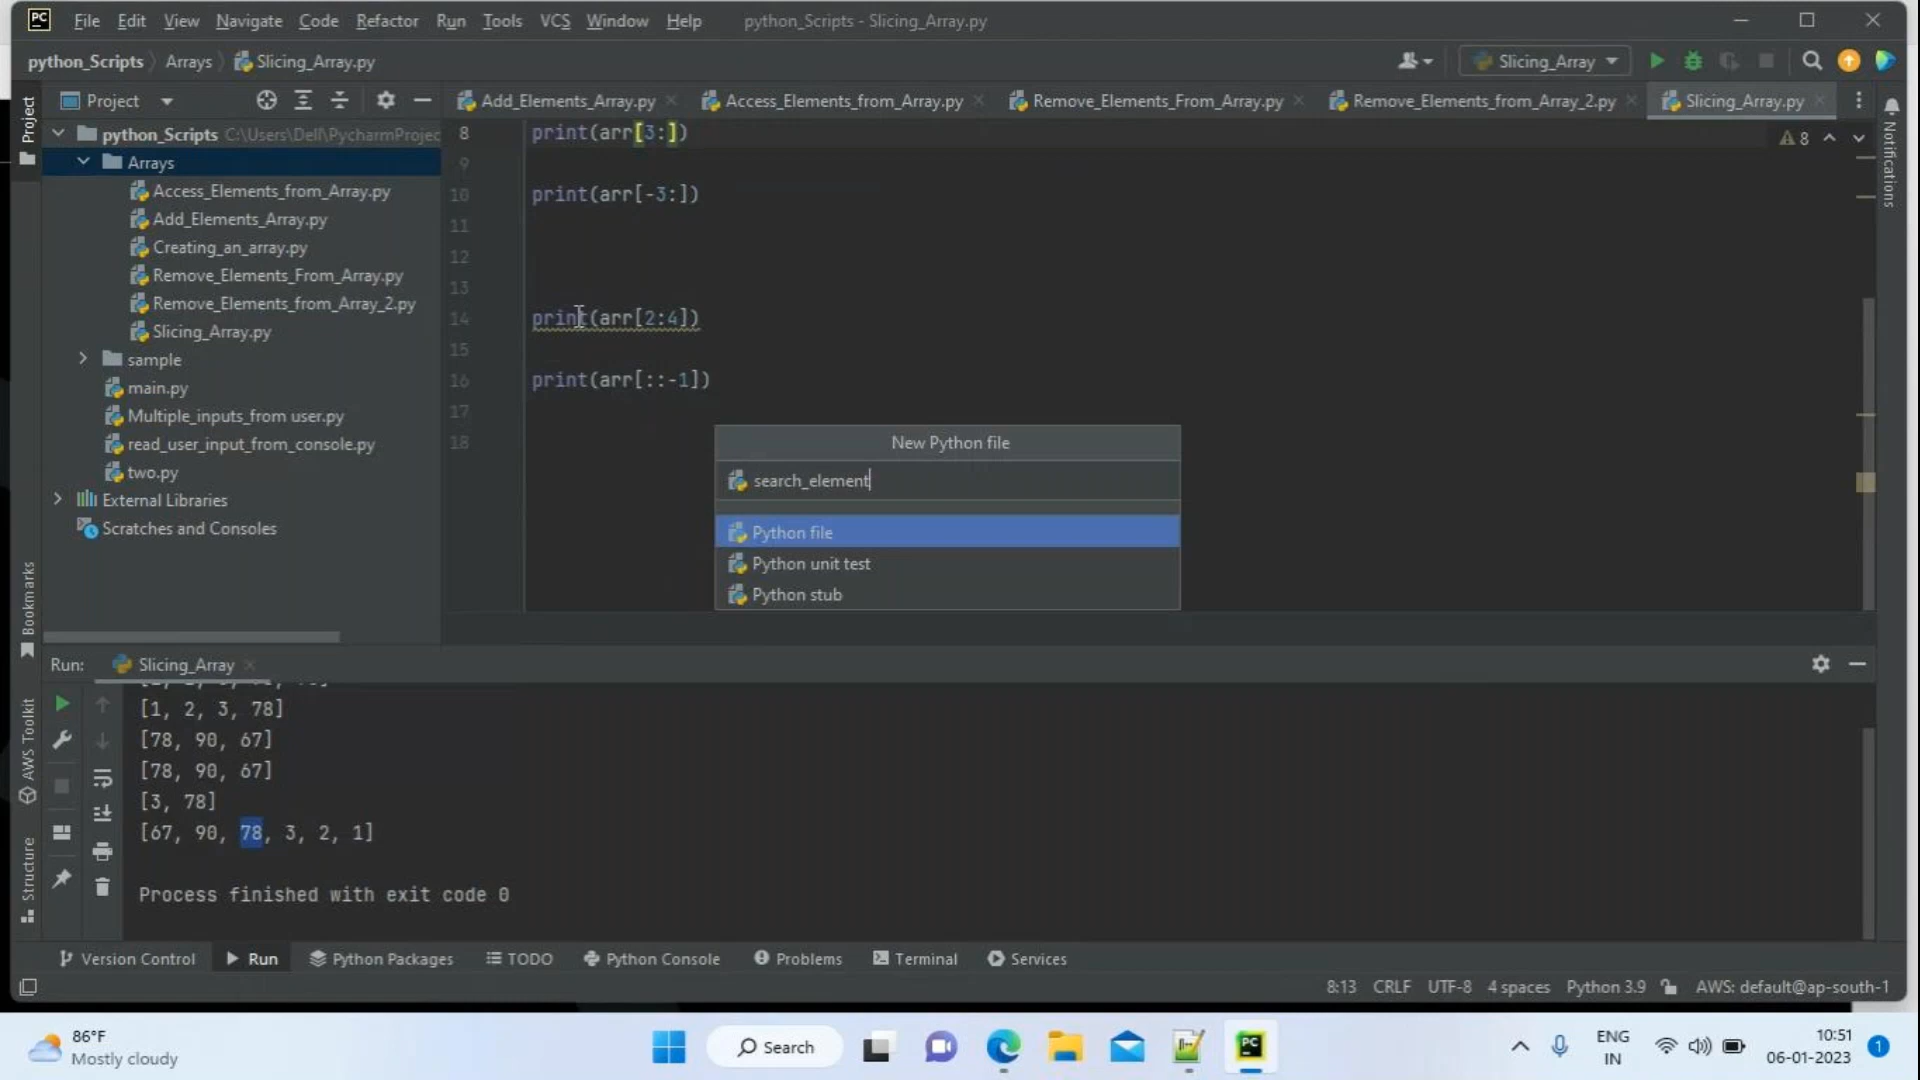 PC File Edit View Navigate Code Refactor Run Tools VCS Window Help python_Scripts - Slicing_Array.py
python_Scripts Arrays Slicing_Array.py Slicing_Array
Project Project Add_Elements_Array.py Access_Elements_from_Array.py Remove_Elements_From_Array.py Remove_Elements_from_Array_2.py Slicing_Array.py
python_Scripts C:\Users\Dell\PycharmProjec
Arrays
Access_Elements_from_Array.py
Add_Elements_Array.py
Creating_an_array.py
Remove_Elements_From_Array.py
Remove_Elements_from_Array_2.py
Slicing_Array.py
sample
main.py
Multiple_inputs_from user.py
read_user_input_from_console.py
two.py
External Libraries
Scratches and Consoles
8 print(arr[3:])
9
10 print(arr[-3:])
11
12
13
14 print(arr[2:4])
15
16 print(arr[::-1])
17
18
8
Notifications
New Python file
search_element
Python file
Python unit test
Python stub
Bookmarks
AWS Toolkit
Structure
Run: Slicing_Array
[1, 2, 3, 78]
[78, 90, 67]
[78, 90, 67]
[3, 78]
[67, 90, 78, 3, 2, 1]
Process finished with exit code 0
Version Control Run Python Packages TODO Python Console Problems Terminal Services
8:13 CRLF UTF-8 4 spaces Python 3.9 AWS: default@ap-south-1
86°F
Mostly cloudy
Search
PC
ENG
IN
10:51
06-01-2023
1